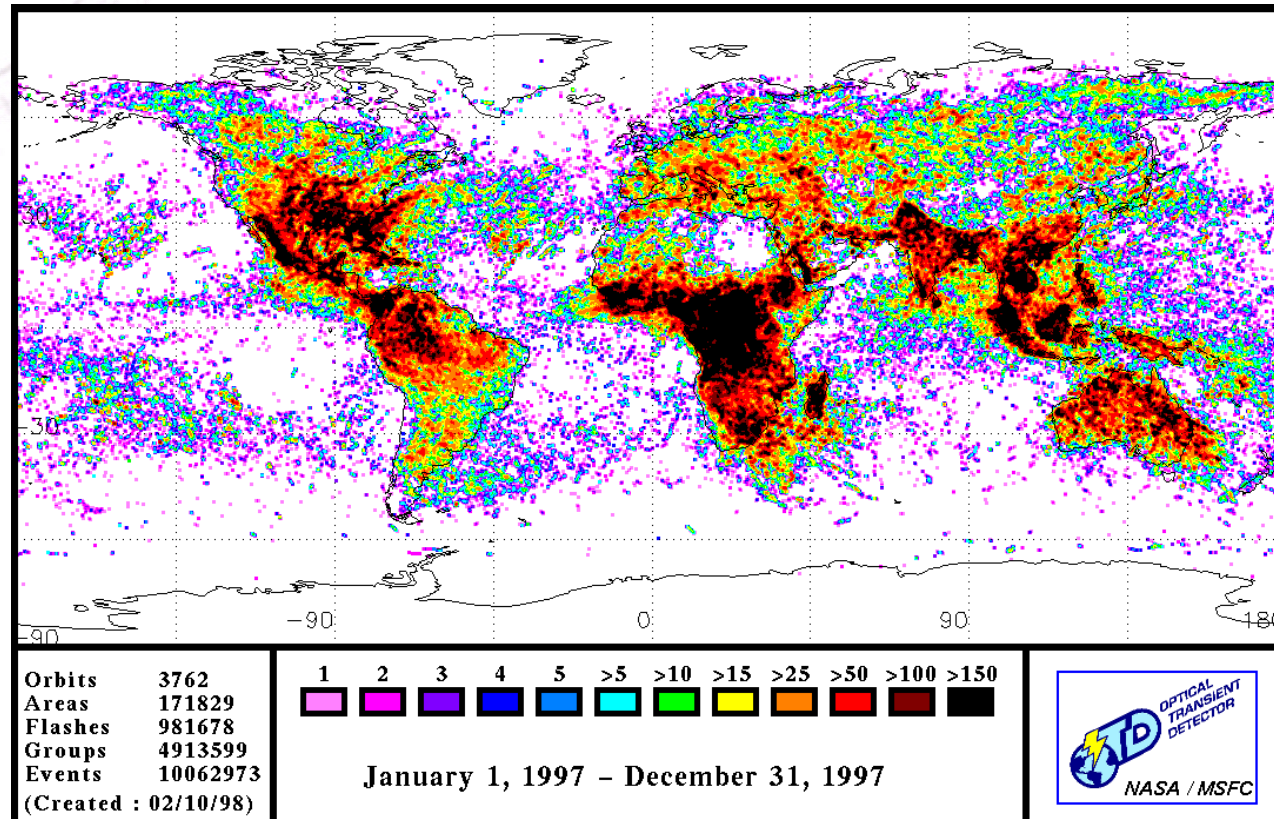 30
-30
-90
0
90
180
-90
Orbits 3762
Areas 171829
Flashes 981678
Groups 4913599
Events 10062973
(Created : 02/10/98)
1 2 3 4 5 >5 >10 >15 >25 >50 >100 >150
January 1, 1997 – December 31, 1997
OTD
OPTICAL
TRANSIENT
DETECTOR
NASA / MSFC